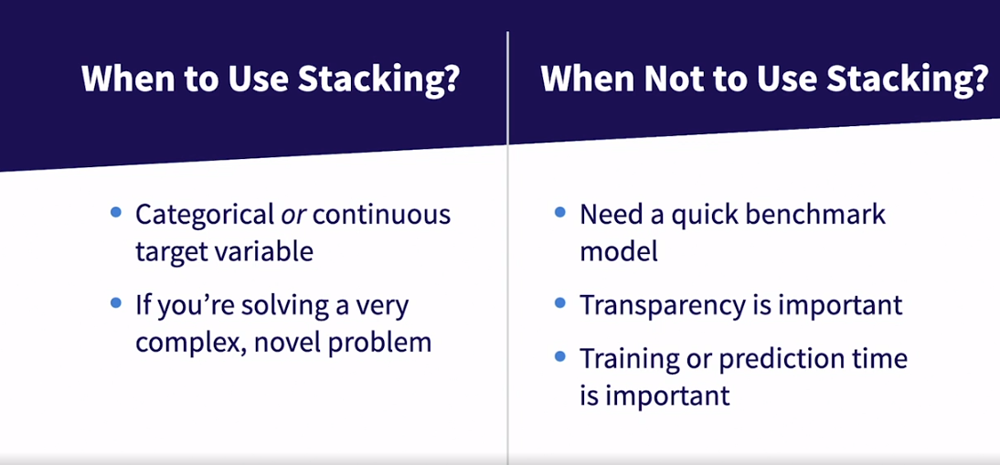 When to Use Stacking?
Categorical or continuous
target variable
If you’re solving a very
complex, novel problem
When Not to Use Stacking?
Need a quick benchmark
model
Transparency is important
Training or prediction time
is important